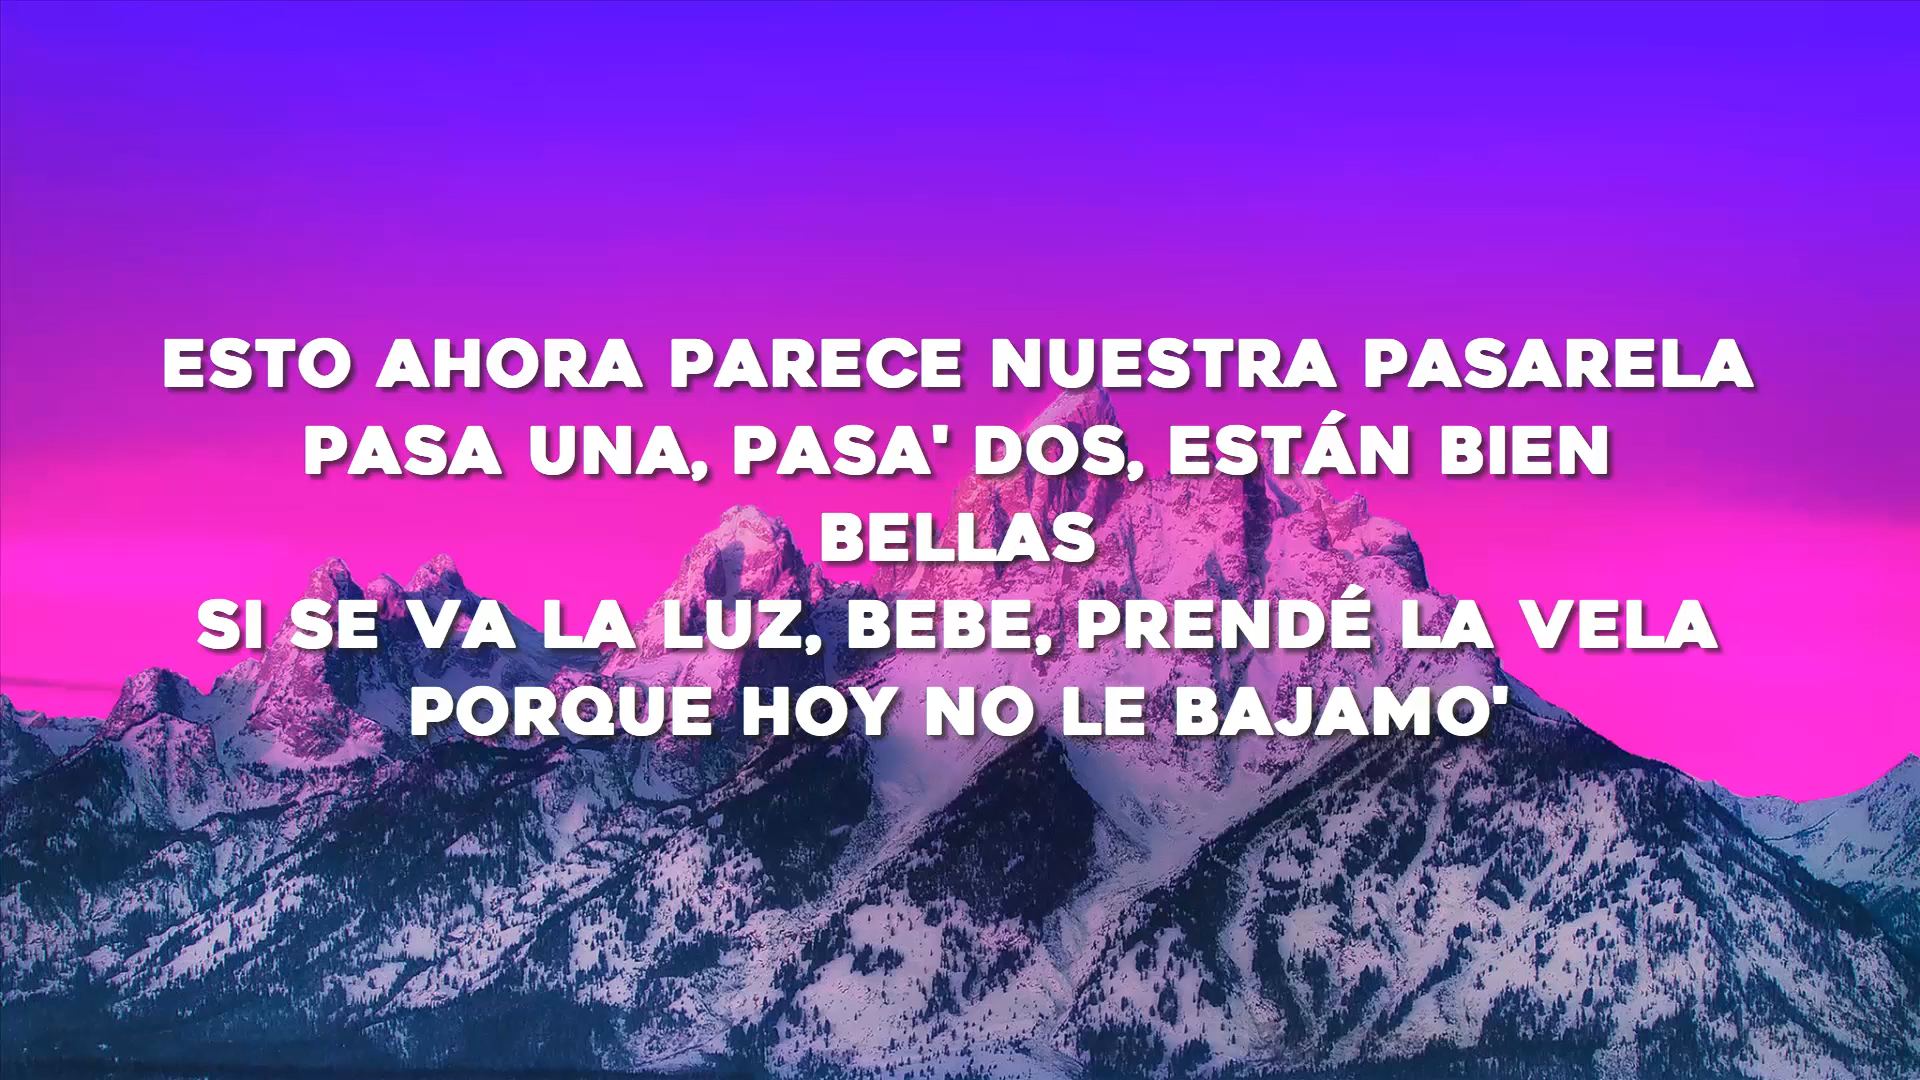 ESTO AHORA PARECE NUESTRA PASARELA
PASA UNA, PASA' DOS, ESTÁN BIEN
BELLAS
SI SE VA LA LUZ, BEBE, PRENDÉ LA VELA
PORQUE HOY NO LE BAJAMO'